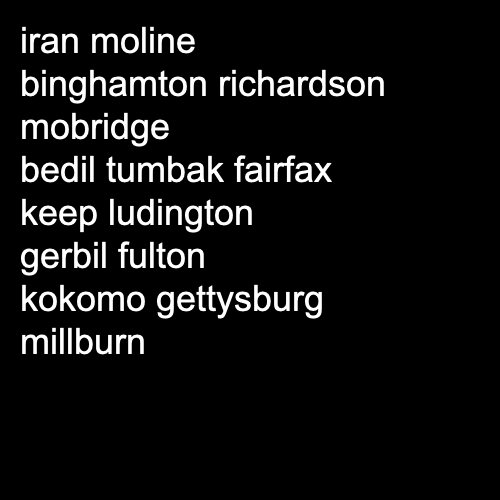 iran moline
binghamton richardson
mobridge
bedil tumbak fairfax
keep ludington
gerbil fulton
kokomo gettysburg
millburn